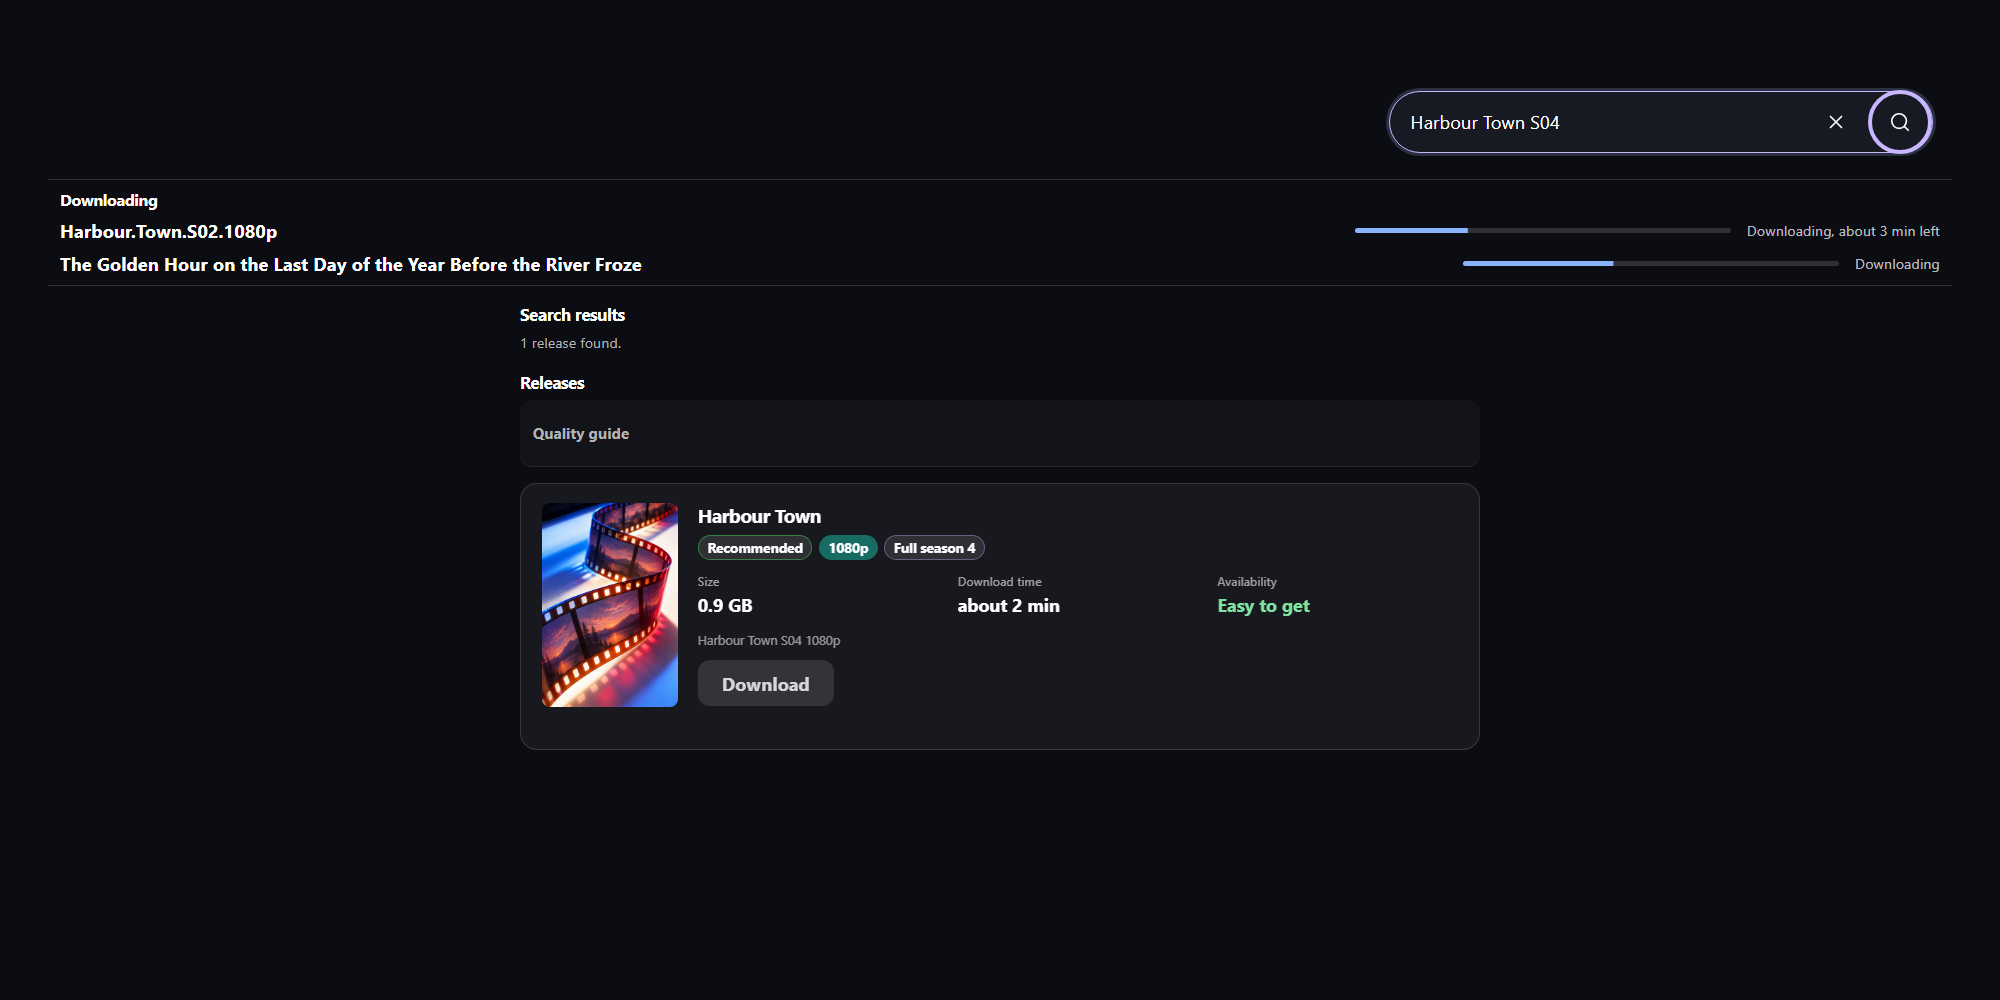 Harbour Town S04
Downloading
Harbour.Town.S02.1080p
Downloading, about 3 min left
The Golden Hour on the Last Day of the Year Before the River Froze
Downloading
Search results
1 release found.
Releases
Quality guide
Harbour Town
Recommended 1080p Full season 4
Size Download time Availability
0.9 GB about 2 min Easy to get
Harbour Town S04 1080p
Download